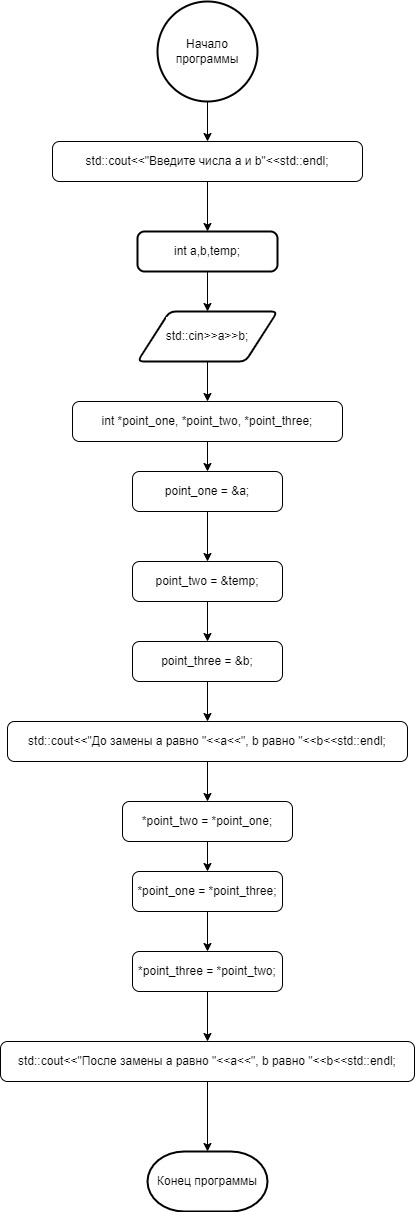 Начало
программы
std::cout<<"Введите числа a и b"<<std::endl;
int a,b,temp;
std::cin>>a>>b;
int *point_one, *point_two, *point_three;
point_one = &a;
point_two = &temp;
point_three = &b;
std::cout<<"До замены a равно "<<a<<", b равно "<<b<<std::endl;
*point_two = *point_one;
*point_one = *point_three;
*point_three = *point_two;
std::cout<<"После замены a равно "<<a<<", b равно "<<b<<std::endl;
Конец программы